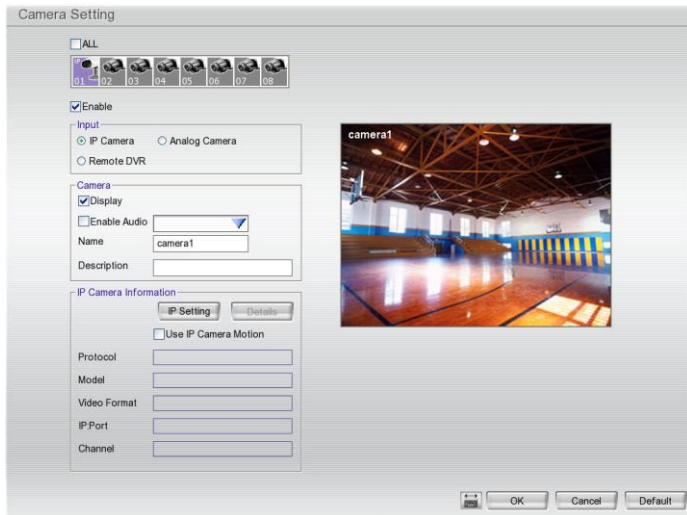 Camera Setting
ALL
IP
01 02 03 04 05 06 07 08
Enable
Input
IP Camera Analog Camera
Remote DVR
Camera
Display
Enable Audio
Name camera1
Description
IP Camera Information
IP Setting Details
Use IP Camera Motion
Protocol
Model
Video Format
IP:Port
Channel
camera1
OK Cancel Default